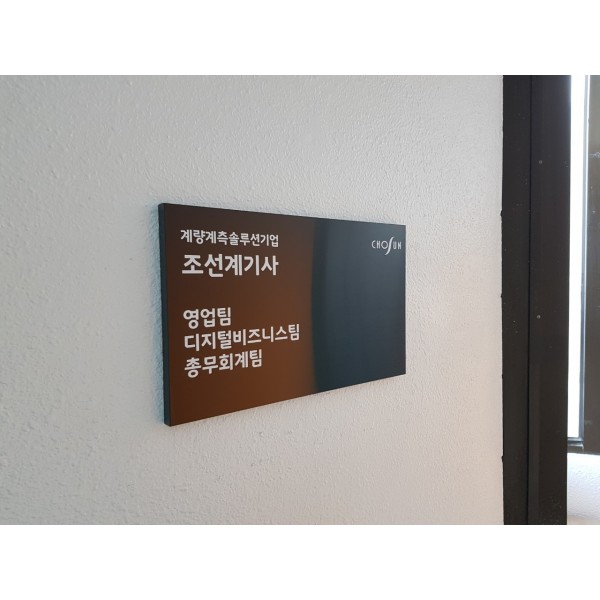 계량계측솔루션기업
CHOSUN
조선계기사
영업팀
디지털비즈니스팀
총무회계팀